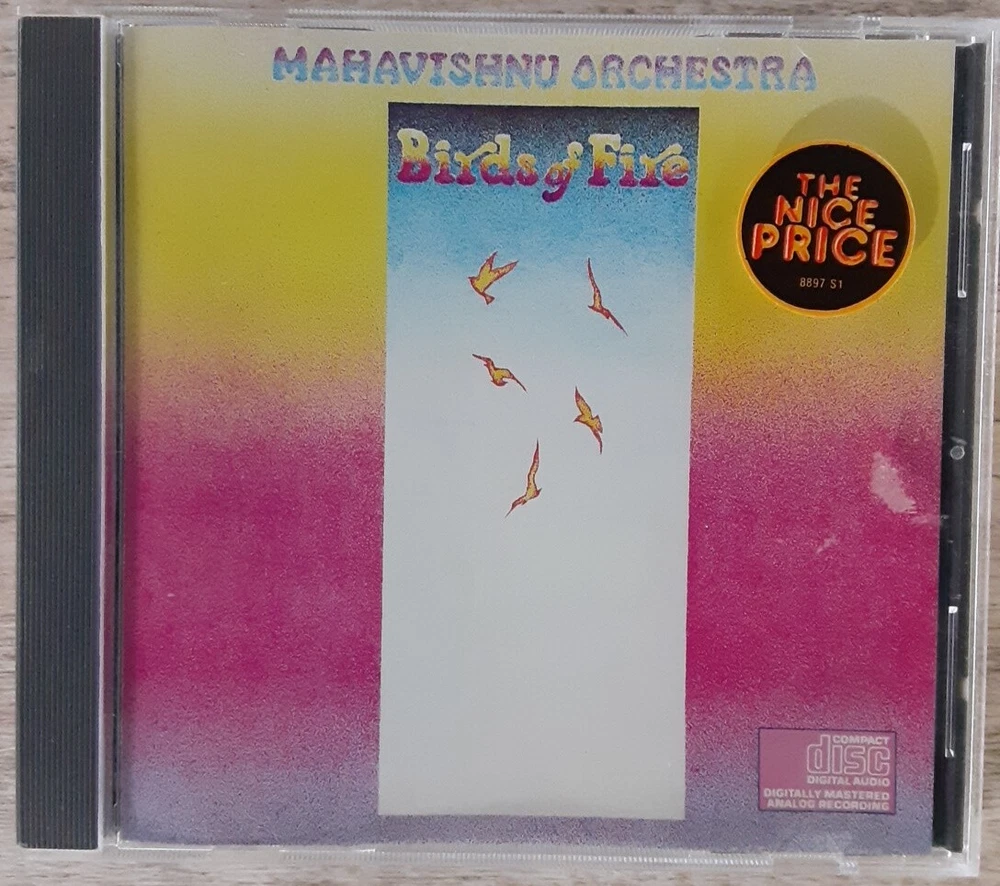 MAHAVISHNU ORCHESTRA
Birds of Fire
THE
NICE
PRICE
8897 S1
COMPACT
disc
DIGITAL AUDIO
DIGITALLY MASTERED
ANALOG RECORDING